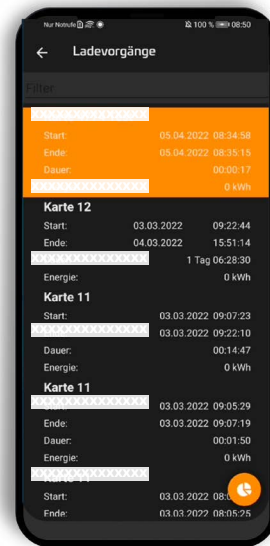 Nur Notrufe 100 % 08:50
Ladevorgänge
Filter
Start: 05.04.2022 08:34:58
Ende: 05.04.2022 08:35:15
Dauer: 00:00:17
0 kWh
Karte 12
Start: 03.03.2022 09:22:44
Ende: 04.03.2022 15:51:14
1 Tag 06:28:30
Energie: 0 kWh
Karte 11
Start: 03.03.2022 09:07:23
03.03.2022 09:22:10
Dauer: 00:14:47
Energie: 0 kWh
Karte 11
03.03.2022 09:05:29
Ende: 03.03.2022 09:07:19
Dauer: 00:01:50
Energie: 0 kWh
Start: 03.03.2022
Ende: 03.03.2022 08:05:25